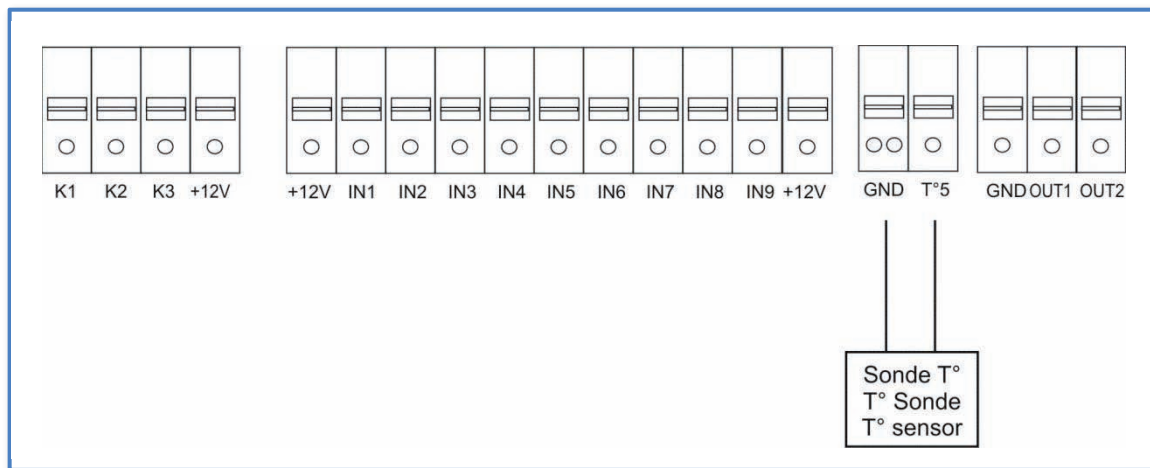 K1 K2 K3 +12V +12V IN1 IN2 IN3 IN4 IN5 IN6 IN7 IN8 IN9 +12V GND T°5 GND OUT1 OUT2
Sonde T°
T° Sonde
T° sensor